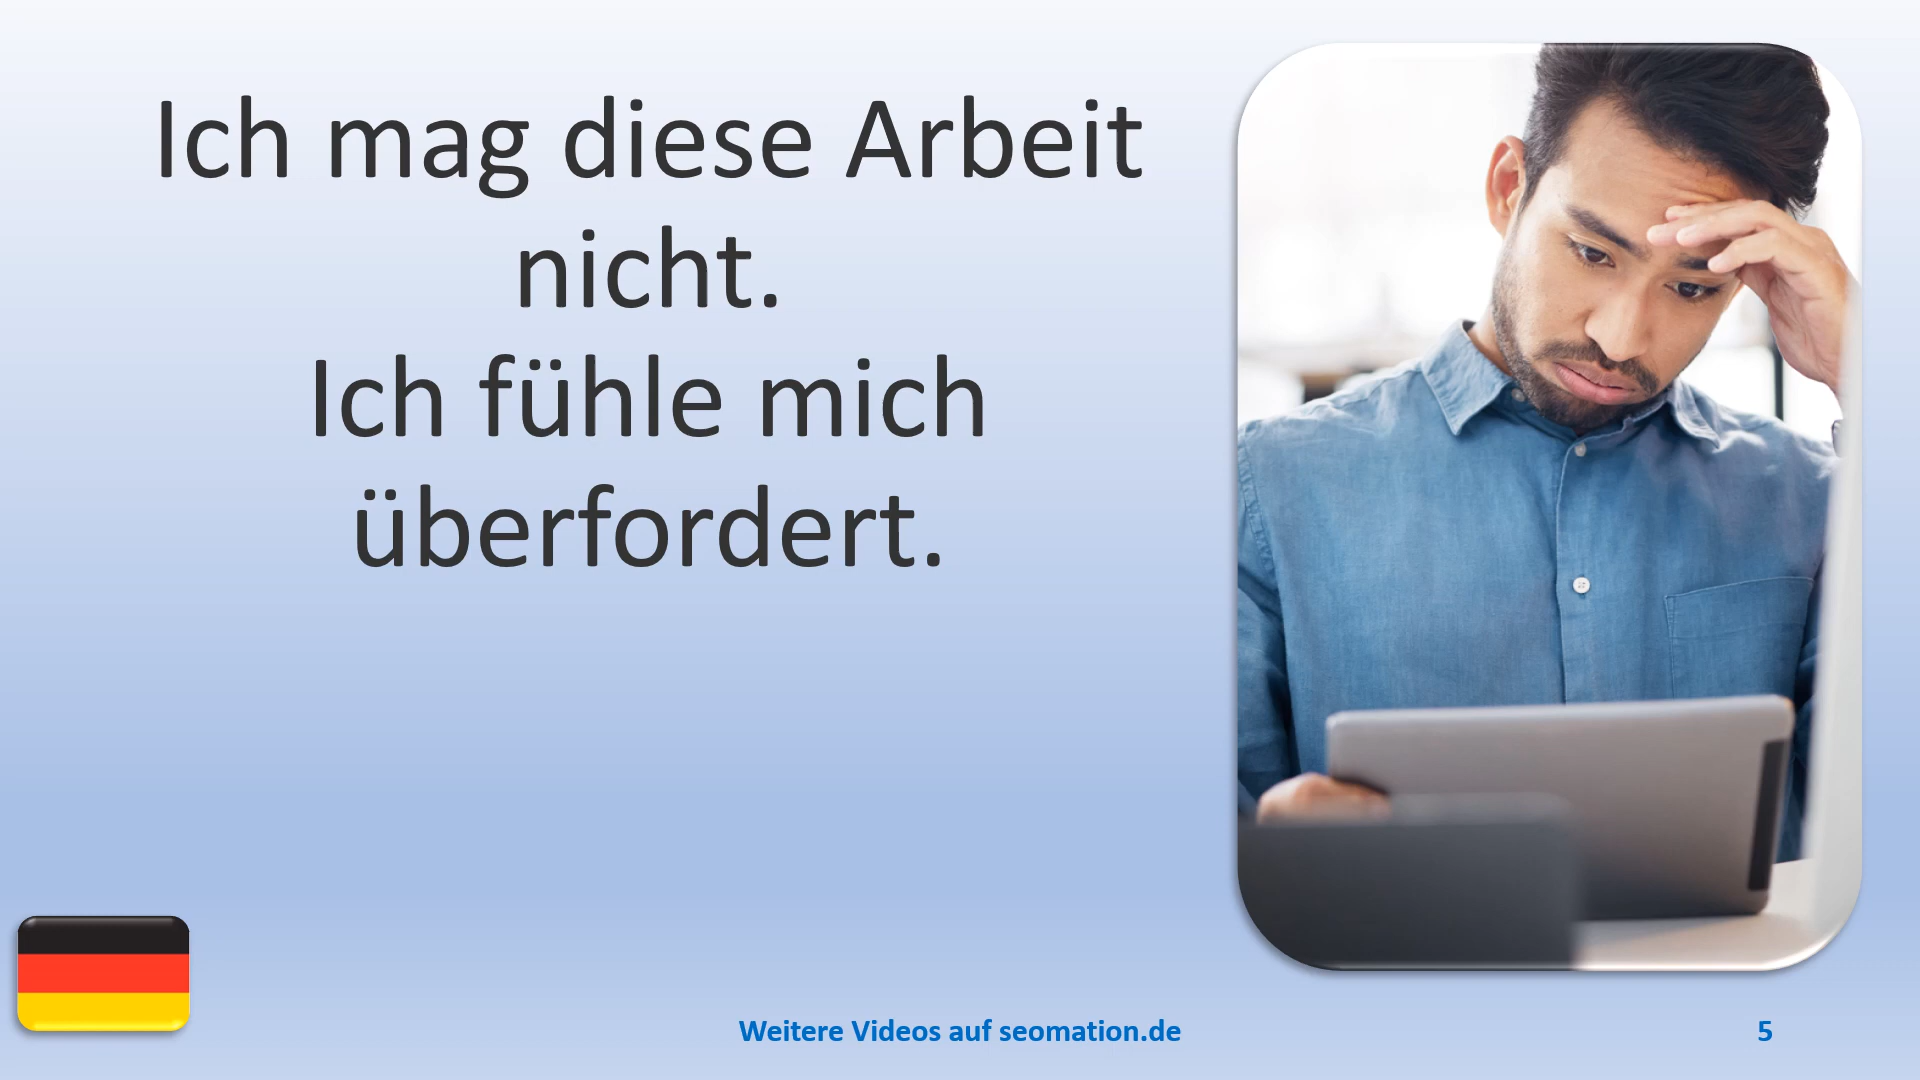 Ich mag diese Arbeit
nicht.
Ich fühle mich
überfordert.
Weitere Videos auf seomation.de
5